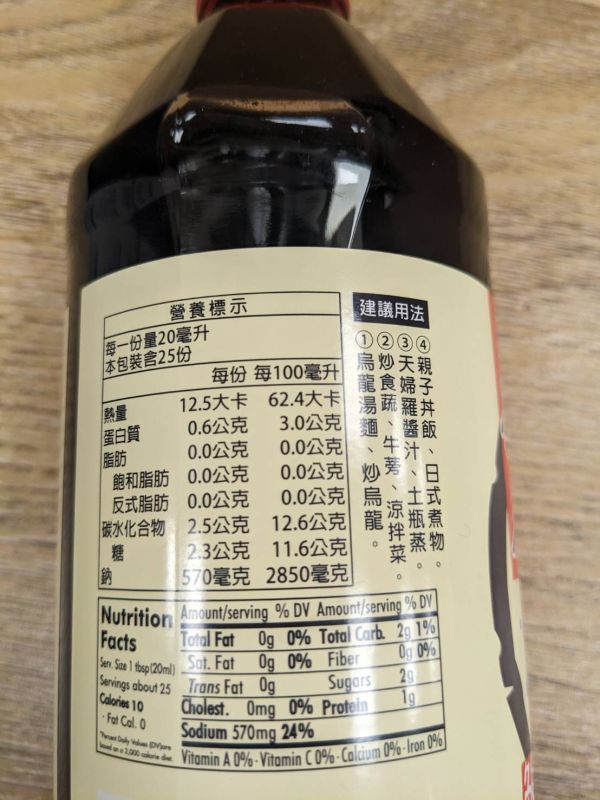 營養標示
每一份量20毫升
本包裝含25份
每份 每100毫升
熱量 12.5大卡 62.4大卡
蛋白質 0.6公克 3.0公克
脂肪 0.0公克 0.0公克
飽和脂肪 0.0公克 0.0公克
反式脂肪 0.0公克 0.0公克
碳水化合物 2.5公克 12.6公克
糖 2.3公克 11.6公克
鈉 570毫克 2850毫克
建議用法
①烏龍湯麵、炒烏龍。
②炒食蔬、牛蒡、涼拌菜。
③天婦羅醬汁、土瓶蒸。
④親子丼飯、日式煮物。
Nutrition Facts
Serv. Size 1 tbsp(20ml)
Servings about 25
Calories 10
· Fat Cal. 0
*Percent Daily Values (DV)are
based on a 2,000 calorie diet.
Amount/serving % DV Amount/serving % DV
Total Fat 0g 0% Total Carb. 2g 1%
Sat. Fat 0g 0% Fiber 0g 0%
Trans Fat 0g Sugars 2g
Cholest. 0mg 0% Protein 1g
Sodium 570mg 24%
Vitamin A 0% · Vitamin C 0% · Calcium 0% · Iron 0%